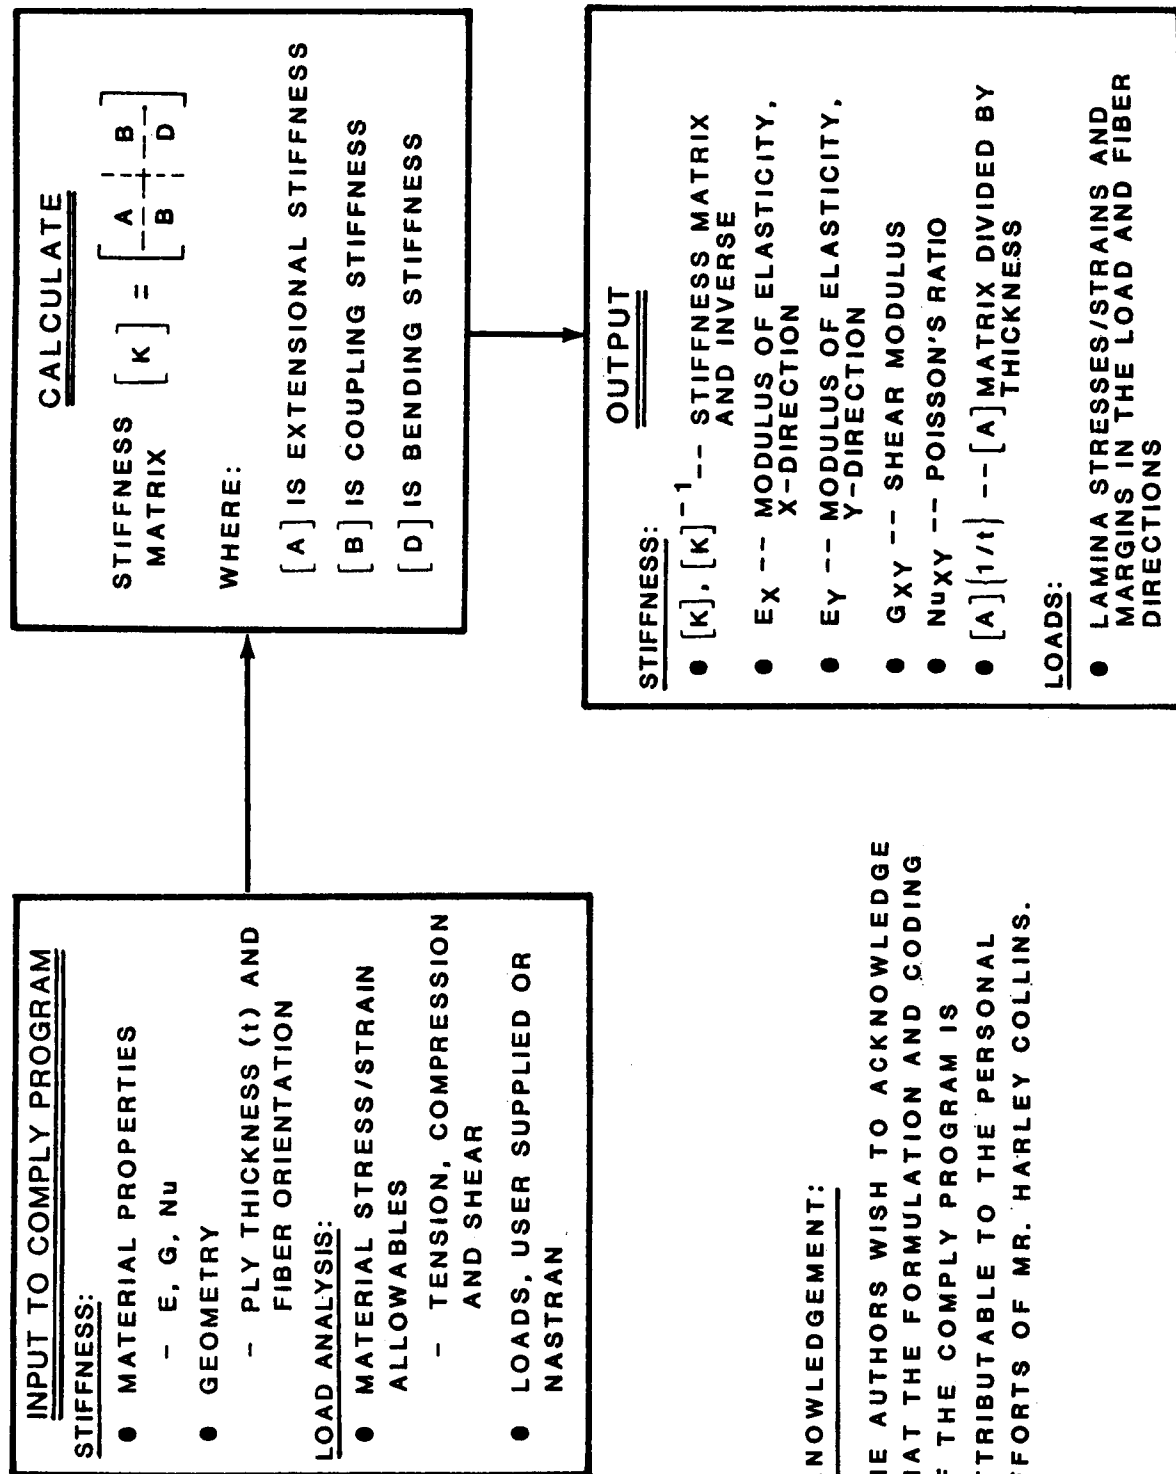 INPUT TO COMPLY PROGRAM
STIFFNESS:
● MATERIAL PROPERTIES
– E, G, Nu
● GEOMETRY
– PLY THICKNESS (t) AND
FIBER ORIENTATION
LOAD ANALYSIS:
● MATERIAL STRESS/STRAIN
ALLOWABLES
– TENSION, COMPRESSION
AND SHEAR
● LOADS, USER SUPPLIED OR
NASTRAN
CALCULATE
STIFFNESS [K] = [A B
MATRIX B D]
WHERE:
[A] IS EXTENSIONAL STIFFNESS
[B] IS COUPLING STIFFNESS
[D] IS BENDING STIFFNESS
OUTPUT
STIFFNESS:
● [K], [K]⁻¹ -- STIFFNESS MATRIX
AND INVERSE
● EX -- MODULUS OF ELASTICITY,
X-DIRECTION
● EY -- MODULUS OF ELASTICITY,
Y-DIRECTION
● GXY -- SHEAR MODULUS
● NuXY -- POISSON'S RATIO
● [A]{1/t} -- [A] MATRIX DIVIDED BY
THICKNESS
LOADS:
● LAMINA STRESSES/STRAINS AND
MARGINS IN THE LOAD AND FIBER
DIRECTIONS
NOWLEDGEMENT:
E AUTHORS WISH TO ACKNOWLEDGE
AT THE FORMULATION AND CODING
THE COMPLY PROGRAM IS
TTRIBUTABLE TO THE PERSONAL
FFORTS OF MR. HARLEY COLLINS.